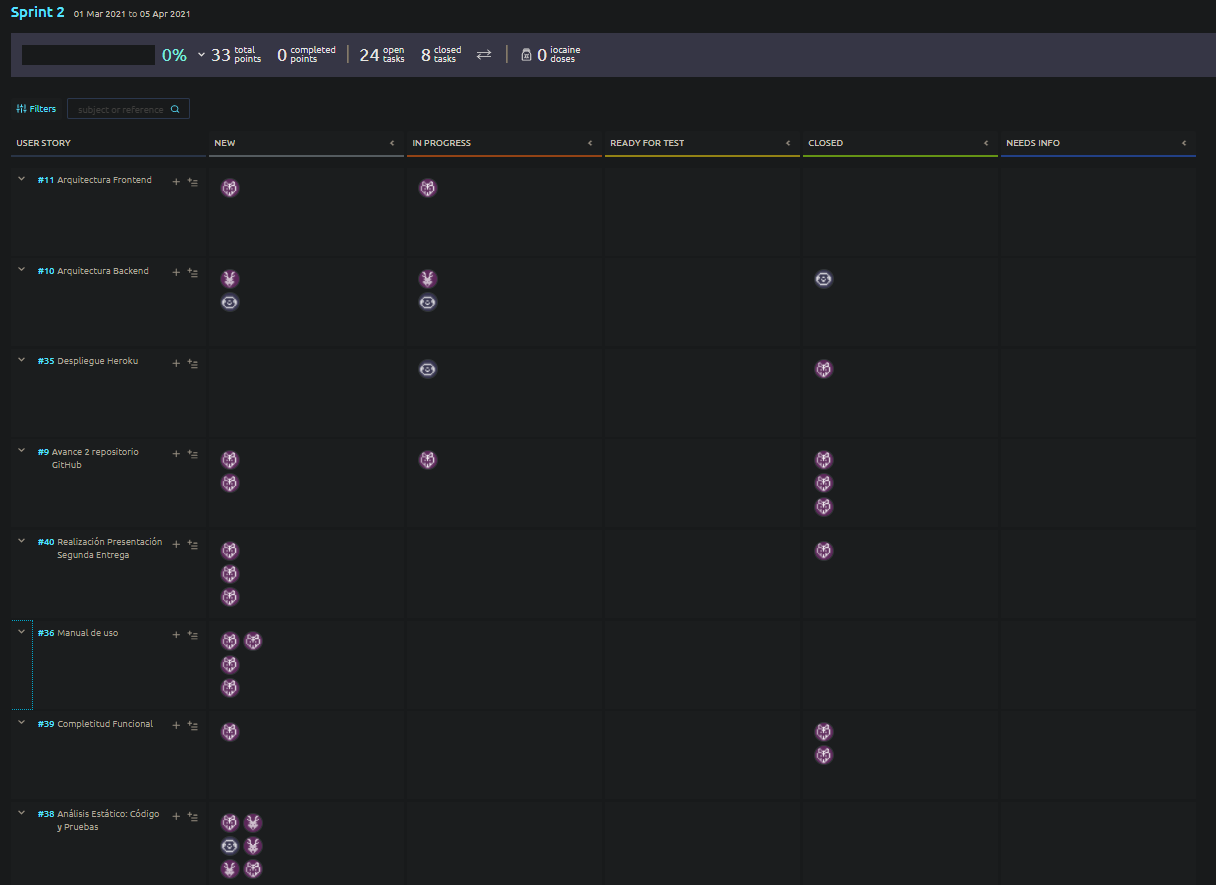 Sprint 2 01 Mar 2021 to 05 Apr 2021
0% 33 total points 0 completed points 24 open tasks 8 closed tasks 0 iocaine doses
Filters subject or reference
USER STORY NEW IN PROGRESS READY FOR TEST CLOSED NEEDS INFO
#11 Arquitectura Frontend
#10 Arquitectura Backend
#35 Despliegue Heroku
#9 Avance 2 repositorio
GitHub
#40 Realización Presentación
Segunda Entrega
#36 Manual de uso
#39 Completitud Funcional
#38 Análisis Estático: Código
y Pruebas